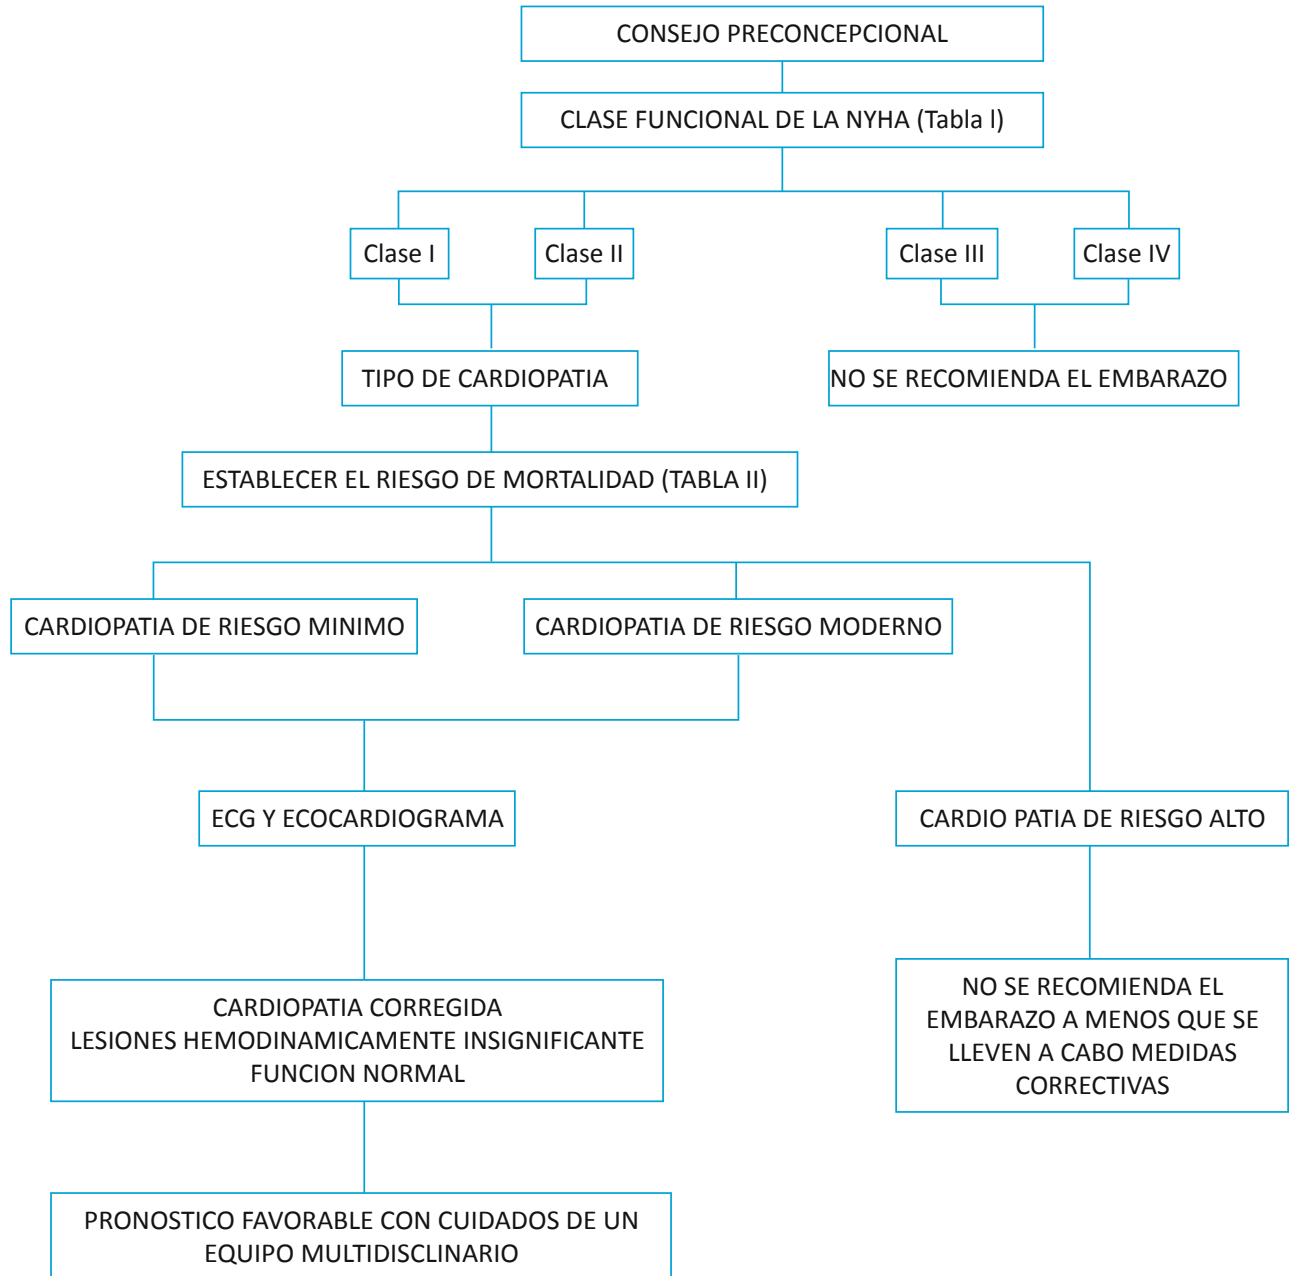 CONSEJO PRECONCEPCIONAL
CLASE FUNCIONAL DE LA NYHA (Tabla l)
Clase I
Clase II
Clase III
Clase IV
TIPO DE CARDIOPATIA
NO SE RECOMIENDA EL EMBARAZO
ESTABLECER EL RIESGO DE MORTALIDAD (TABLA II)
CARDIOPATIA DE RIESGO MINIMO
CARDIOPATIA DE RIESGO MODERNO
ECG Y ECOCARDIOGRAMA
CARDIO PATIA DE RIESGO ALTO
CARDIOPATIA CORREGIDA
LESIONES HEMODINAMICAMENTE INSIGNIFICANTE
FUNCION NORMAL
NO SE RECOMIENDA EL
EMBARAZO A MENOS QUE SE
LLEVEN A CABO MEDIDAS
CORRECTIVAS
PRONOSTICO FAVORABLE CON CUIDADOS DE UN
EQUIPO MULTIDISCLINARIO